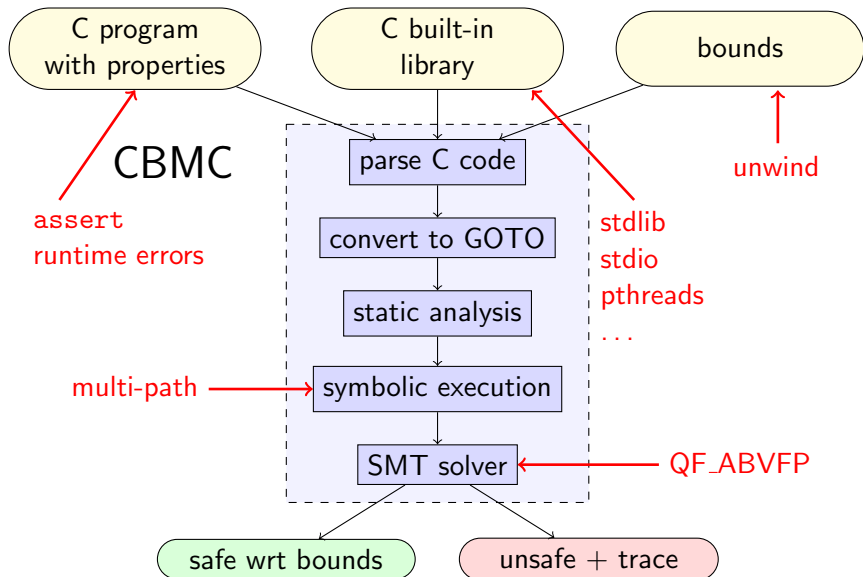 C program
with properties
C built-in
library
bounds
CBMC
parse C code
unwind
assert
runtime errors
convert to GOTO
stdlib
stdio
pthreads
...
static analysis
multi-path
symbolic execution
SMT solver
QF_ABVFP
safe wrt bounds
unsafe + trace